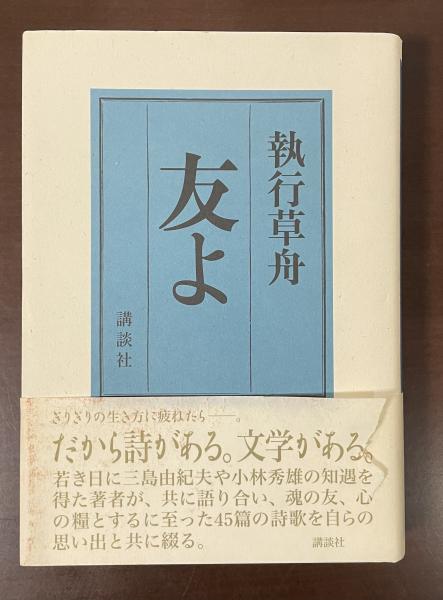 執行草舟
友よ
講談社
ぎりぎりの生き方に疲れたら――。
だから詩がある。文学がある。
若き日に三島由紀夫や小林秀雄の知遇を
得た著者が、共に語り合い、魂の友、心
の糧とするに至った45篇の詩歌を自らの
思い出と共に綴る。
講談社